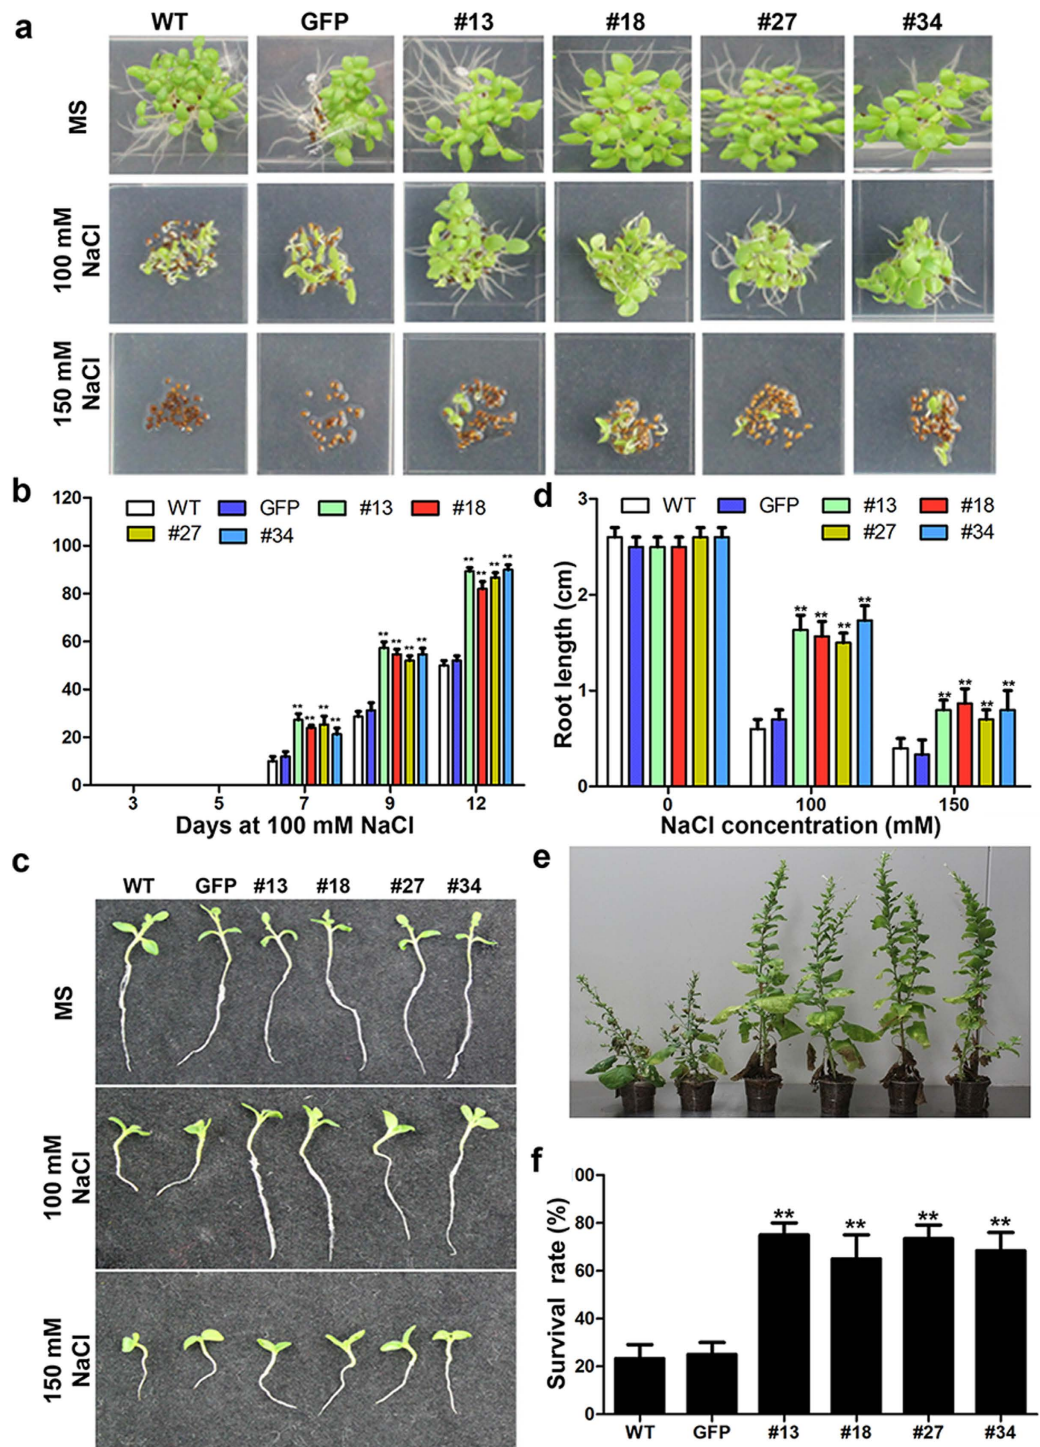 a
WT GFP #13 #18 #27 #34
MS
100 mM
NaCl
150 mM
NaCl
b
120
100
80
60
40
20
0
WT GFP #13 #18
#27 #34
** ** ** **
** ** ** **
** ** ** **
3 5 7 9 12
Days at 100 mM NaCl
d
3
2
1
0
Root length (cm)
WT GFP #13 #18
#27 #34
** ** ** **
** ** ** **
0 100 150
NaCl concentration (mM)
c
WT GFP #13 #18 #27 #34
MS
100 mM
NaCl
150 mM
NaCl
e
f
00
80
60
40
20
0
Survival rate (%)
** ** ** **
WT GFP #13 #18 #27 #34